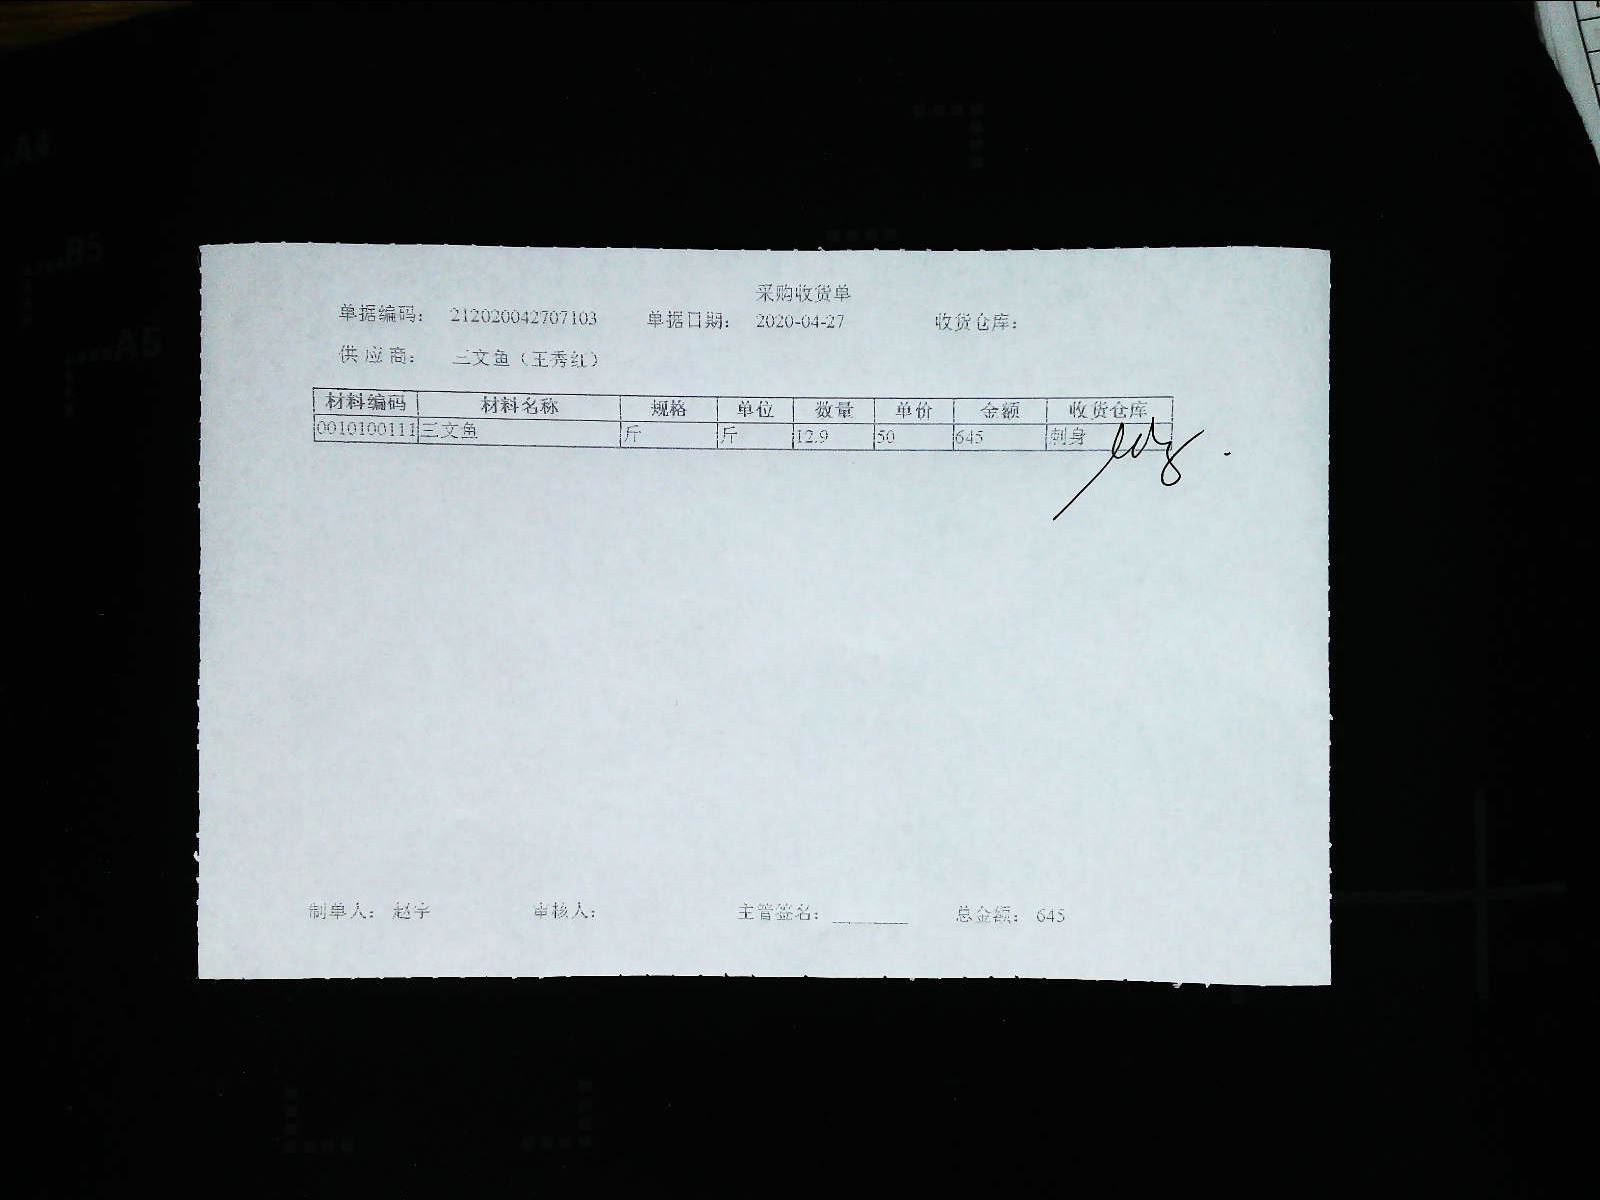 采购收货单
单据编码： 212020042707103 单据日期： 2020-04-27 收货仓库：
供应商： 三文鱼（王秀红）
材料编码 材料名称 规格 单位 数量 单价 金额 收货仓库
0010100111 三文鱼 斤 斤 12.9 50 645 刺身
制单人： 赵宇 审核人： 主管签名： 总金额： 645
A4
B5
A5